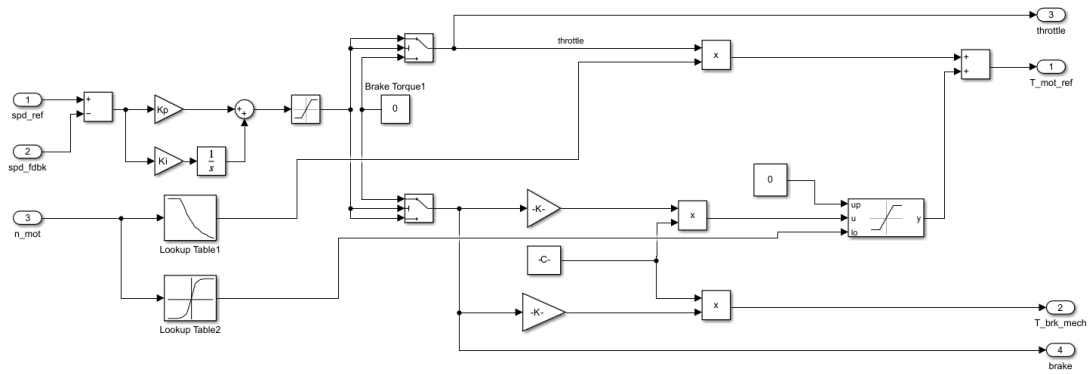 3
throttle
throttle
x
+
+
1
T_mot_ref
Brake Torque1
0
1
spd_ref
+
−
Kp
+
+
2
spd_fdbk
Ki
1
s
0
3
n_mot
-K-
x
up
u
lo
y
Lookup Table1
-C-
-K-
x
2
T_brk_mech
Lookup Table2
4
brake